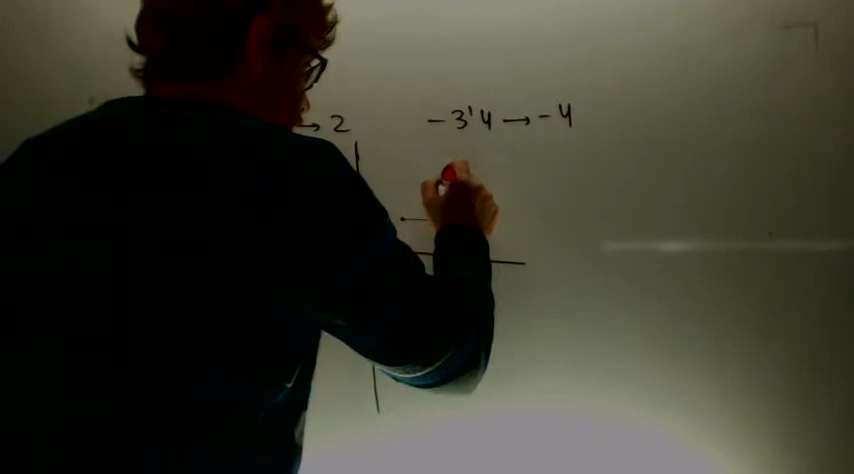 → 2 -3'4 → -4